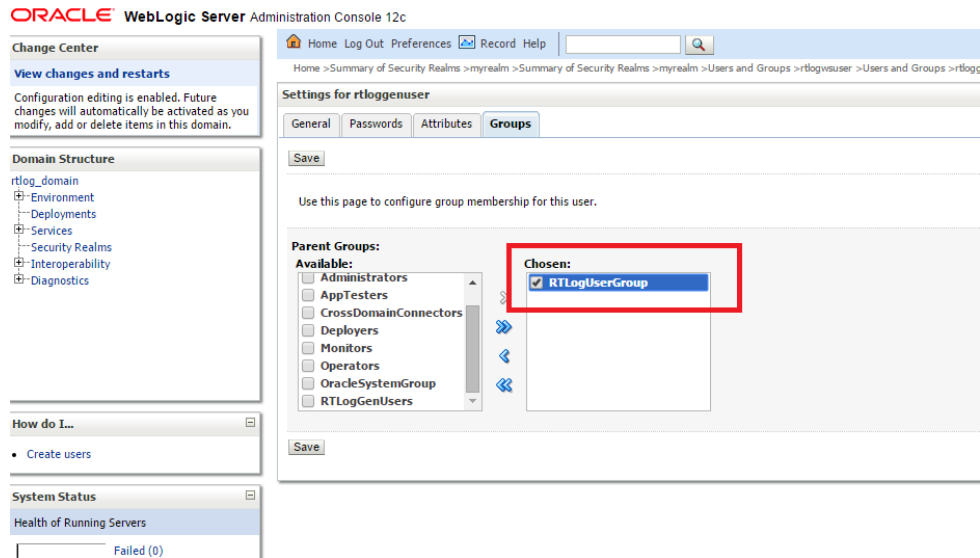 ORACLE WebLogic Server Administration Console 12c
Change Center
View changes and restarts
Configuration editing is enabled. Future
changes will automatically be activated as you
modify, add or delete items in this domain.
Domain Structure
rtlog_domain
Environment
Deployments
Services
Security Realms
Interoperability
Diagnostics
How do I...
Create users
System Status
Health of Running Servers
Failed (0)
Home Log Out Preferences Record Help
Home >Summary of Security Realms >myrealm >Summary of Security Realms >myrealm >Users and Groups >rtlogwsuser >Users and Groups >rtlogg
Settings for rtloggenuser
General Passwords Attributes Groups
Save
Use this page to configure group membership for this user.
Parent Groups:
Available:
Administrators
AppTesters
CrossDomainConnectors
Deployers
Monitors
Operators
OracleSystemGroup
RTLogGenUsers
Chosen:
RTLogUserGroup
Save